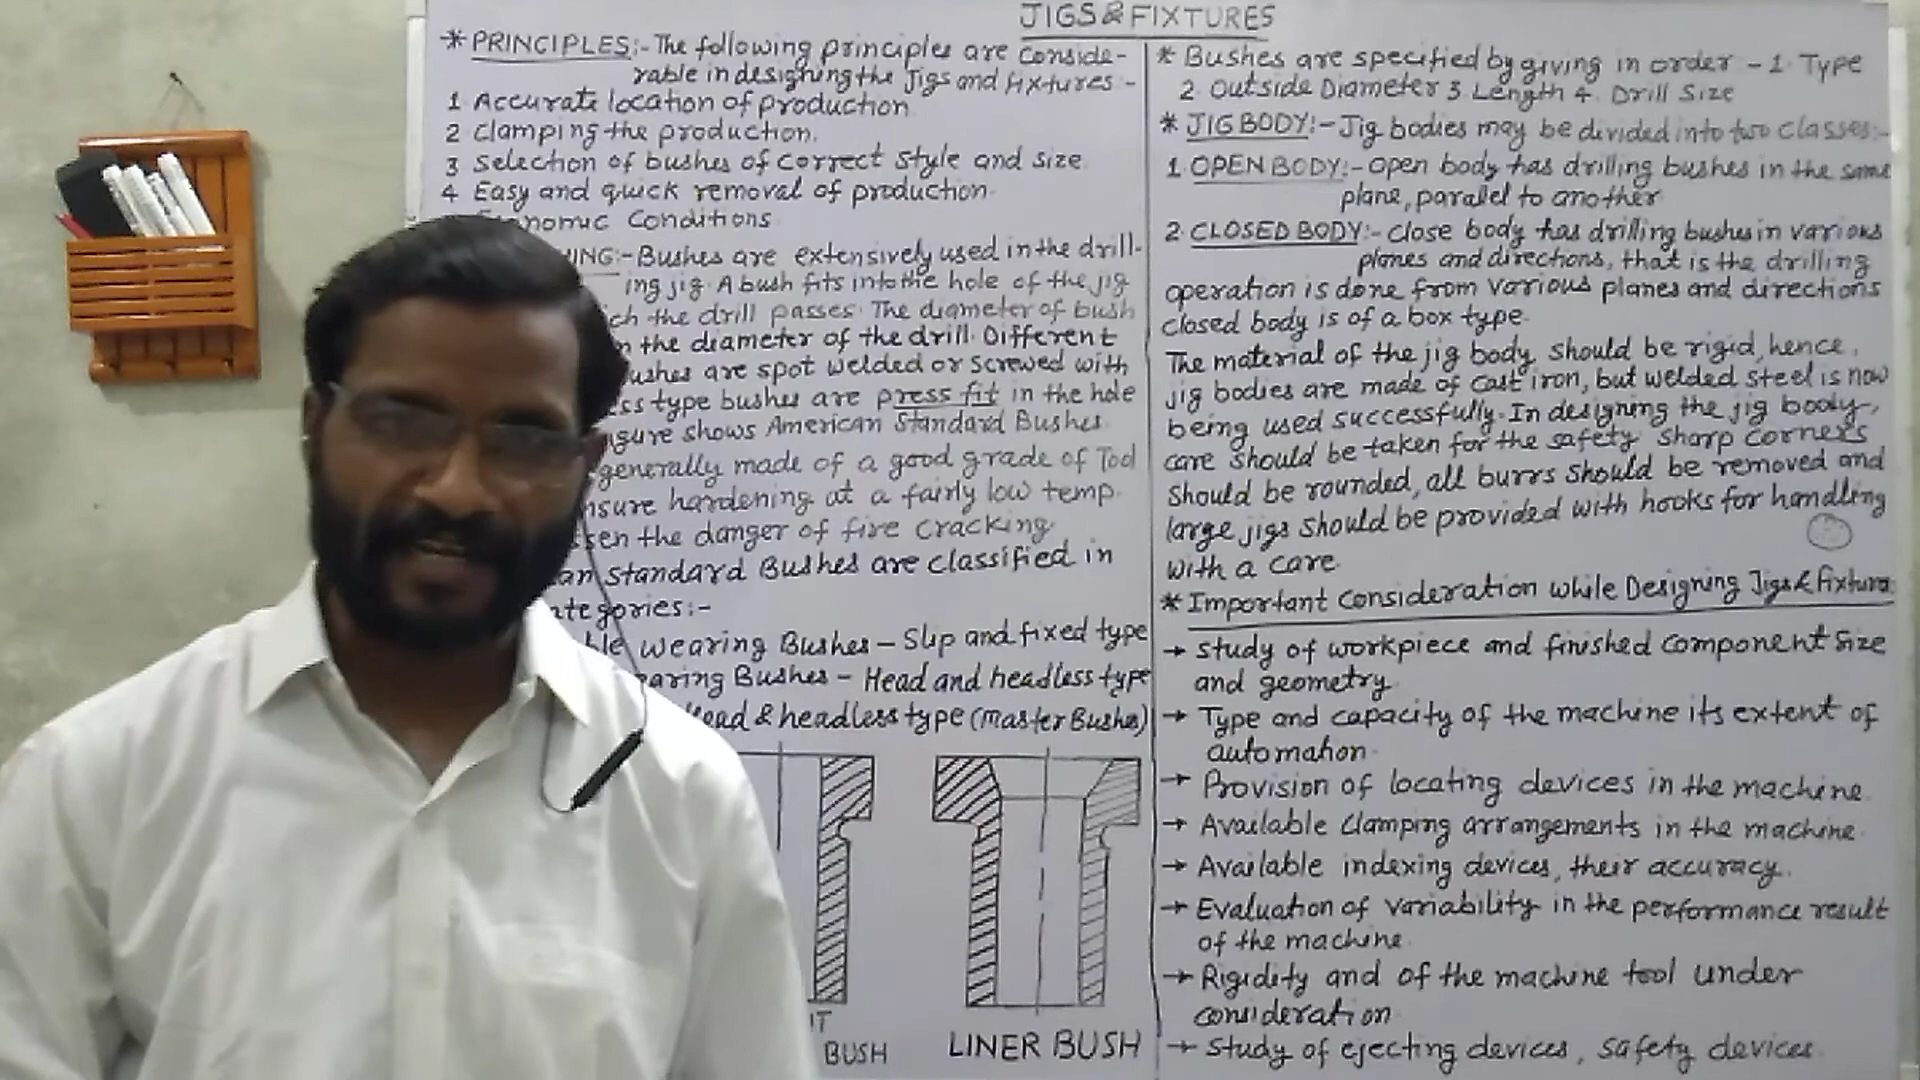 JIGS & FIXTURES
* PRINCIPLES:- The following principles are conside-
rable in designing the Jigs and fixtures:-
1 Accurate location of production
2 Clamping the production.
3 Selection of bushes of correct style and size.
4 Easy and quick removal of production
Conditions
ING:- Bushes are extensively used in the drill-
ing jig. A bush fits into the hole of the jig
the drill passes. The diameter of bush
the diameter of the drill. Different
are spot welded or screwed with
type bushes are press fit in the hole
shows American Standard Bushes.
generally made of a good grade of Tool
hardening at a fairly low temp.
the danger of fire cracking
Standard Bushes are classified in
wearing Bushes - Slip and fixed type
Bushes - Head and headless type
& headless type (Master Bushes)
BUSH
LINER BUSH
* Bushes are specified by giving in order - 1. Type
2. Outside Diameter 3. Length 4. Drill Size
* JIG BODY:- Jig bodies may be divided into two classes:-
1. OPEN BODY:- Open body has drilling bushes in the same
plane, parallel to another
2. CLOSED BODY:- Close body has drilling bushes in various
planes and directions, that is the drilling
operation is done from various planes and directions
closed body is of a box type.
The material of the jig body should be rigid, hence,
jig bodies are made of cast iron, but welded steel is now
being used successfully. In designing the jig body,
care should be taken for the safety sharp corners
should be rounded, all burrs should be removed and
large jigs should be provided with hooks for handling
with a care.
* Important consideration while Designing Jigs & fixtures
→ Study of workpiece and finished component size
and geometry
→ Type and capacity of the machine its extent of
automation.
→ Provision of locating devices in the machine.
→ Available clamping arrangements in the machine.
→ Available indexing devices, their accuracy.
→ Evaluation of variability in the performance result
of the machine.
→ Rigidity and of the machine tool under
consideration
→ Study of ejecting devices, safety devices.